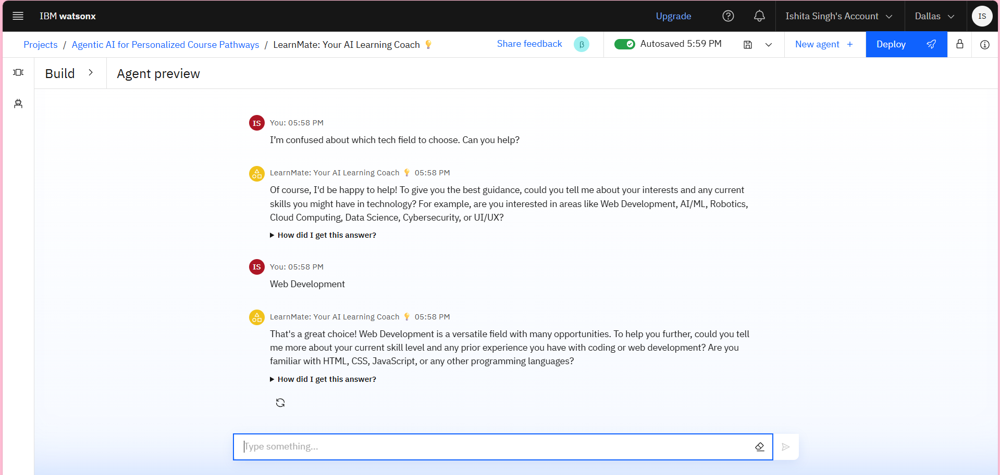 IBM watsonx
Upgrade
Ishita Singh's Account
Dallas
IS
Projects / Agentic AI for Personalized Course Pathways / LearnMate: Your AI Learning Coach 💡
Share feedback
β
Autosaved 5:59 PM
New agent +
Deploy
Build
Agent preview
IS
You: 05:58 PM
I’m confused about which tech field to choose. Can you help?
LearnMate: Your AI Learning Coach 💡 05:58 PM
Of course, I'd be happy to help! To give you the best guidance, could you tell me about your interests and any current
skills you might have in technology? For example, are you interested in areas like Web Development, AI/ML, Robotics,
Cloud Computing, Data Science, Cybersecurity, or UI/UX?
How did I get this answer?
IS
You: 05:58 PM
Web Development
LearnMate: Your AI Learning Coach 💡 05:58 PM
That's a great choice! Web Development is a versatile field with many opportunities. To help you further, could you tell
me more about your current skill level and any prior experience you have with coding or web development? Are you
familiar with HTML, CSS, JavaScript, or any other programming languages?
How did I get this answer?
Type something...